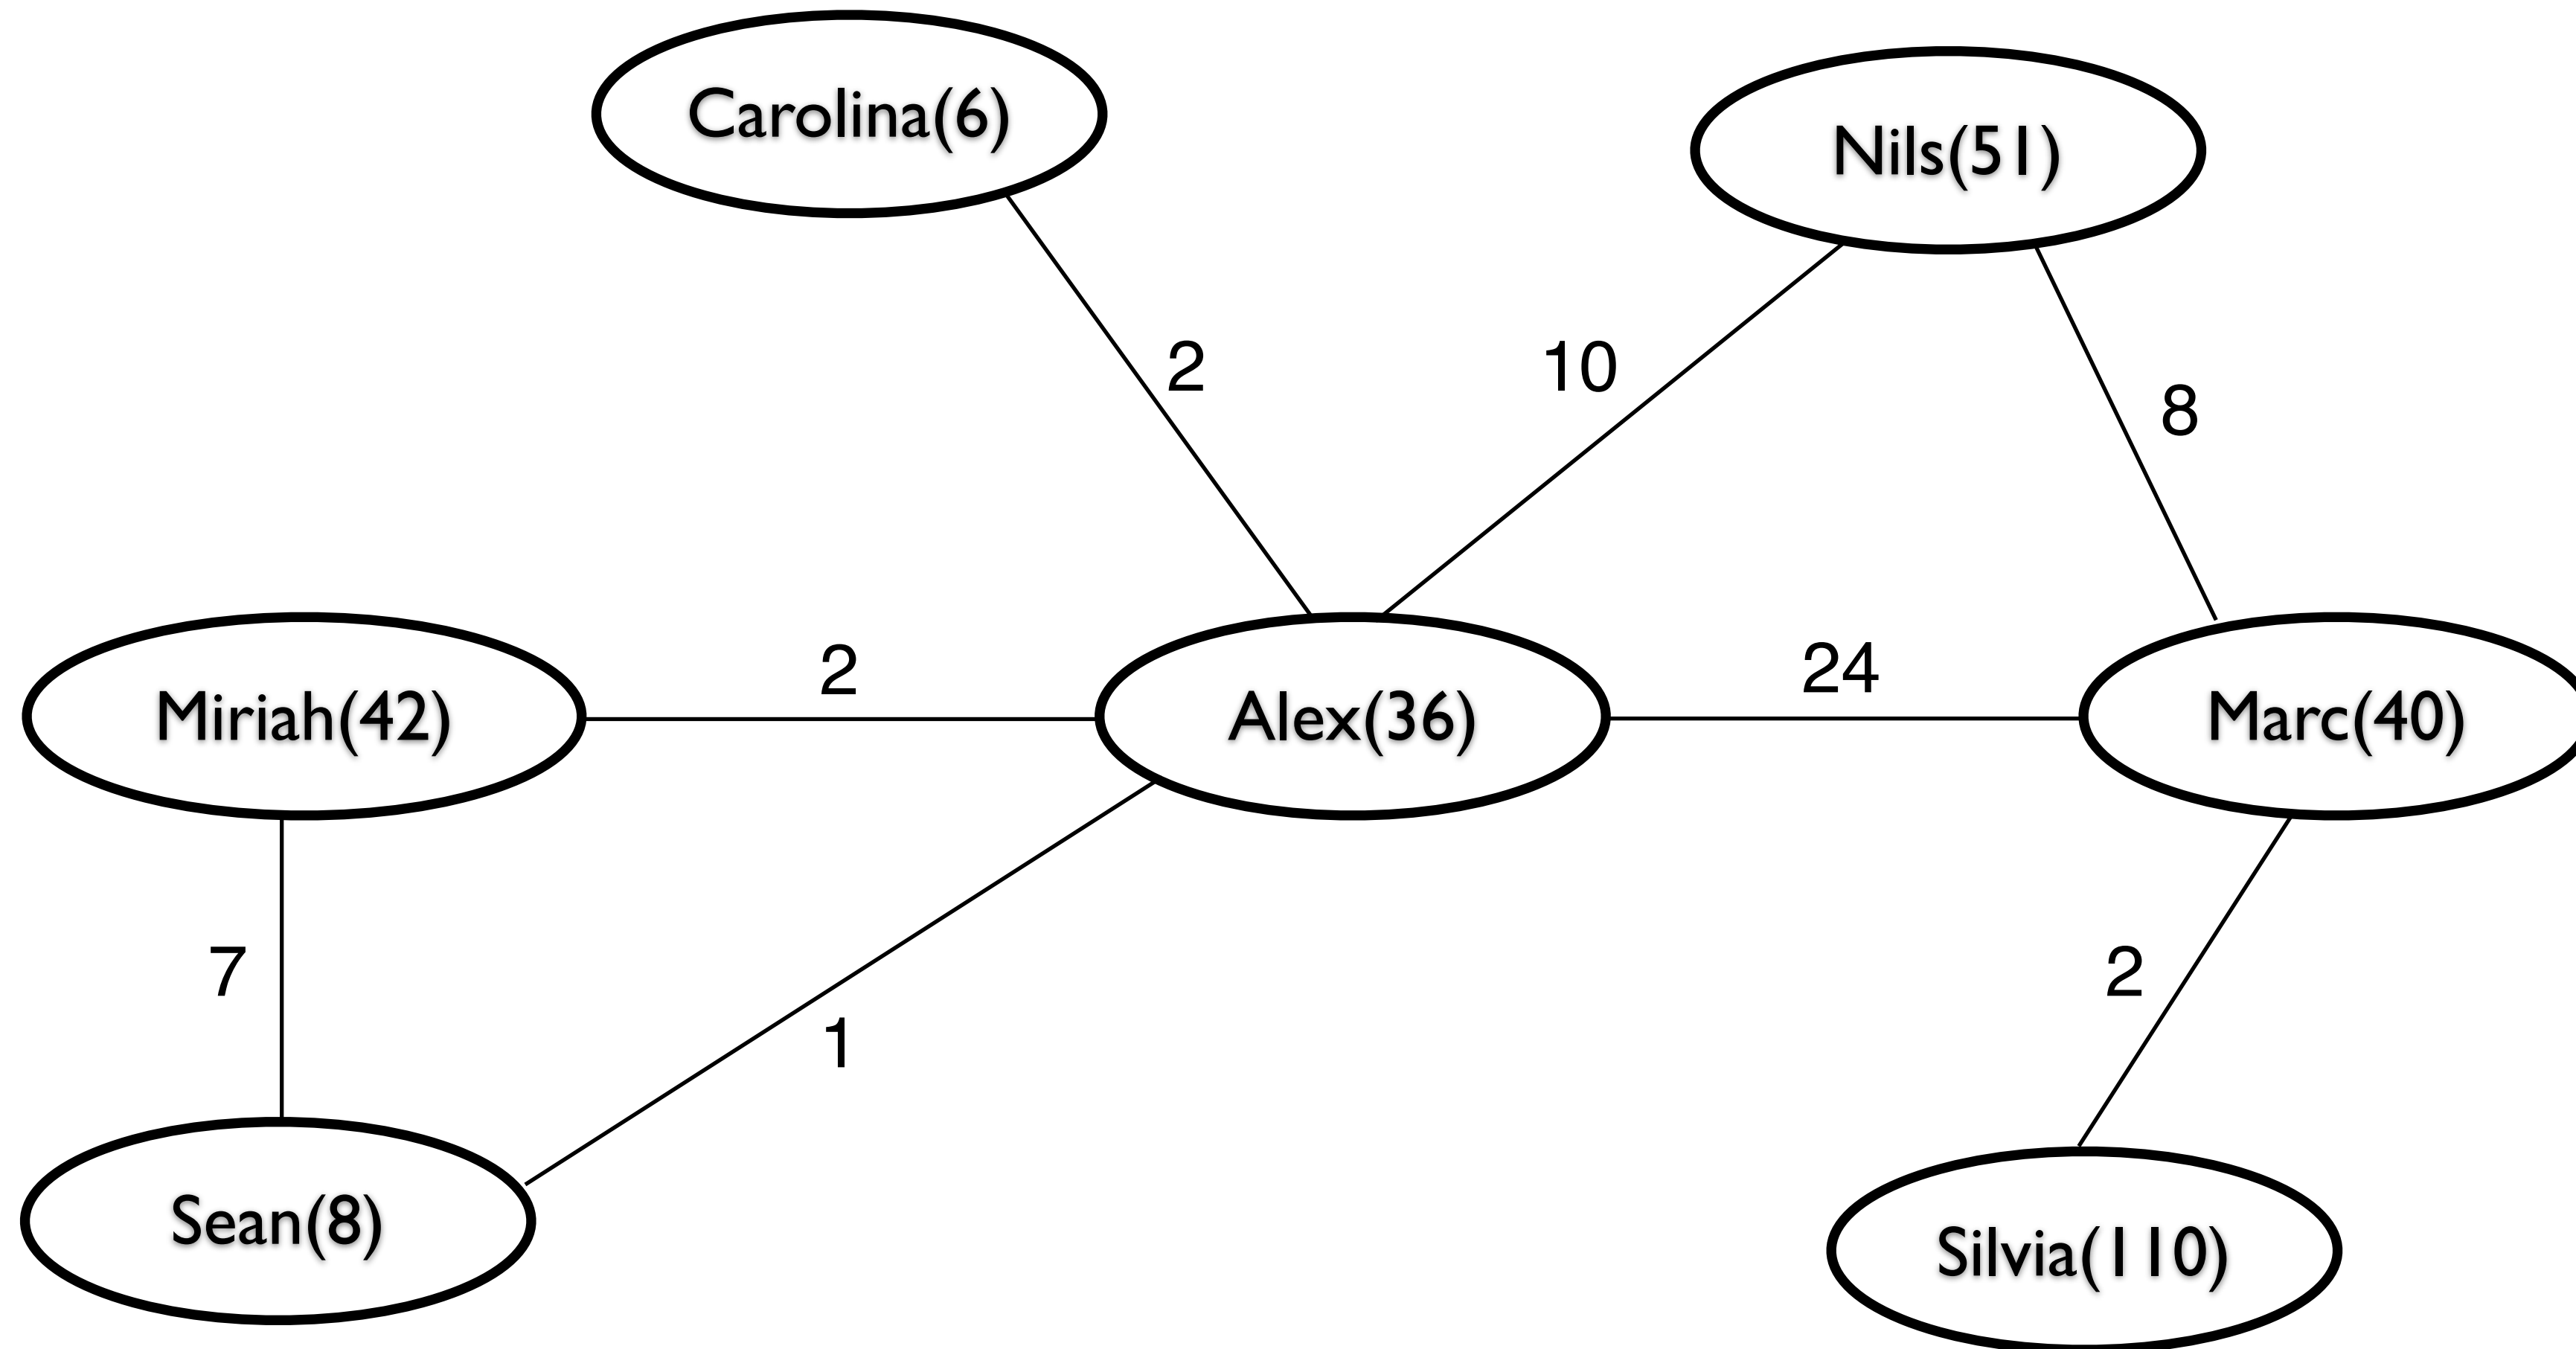 Carolina(6)
Nils(51)
2
10
8
Miriah(42)
2
Alex(36)
24
Marc(40)
7
1
2
Sean(8)
Silvia(110)